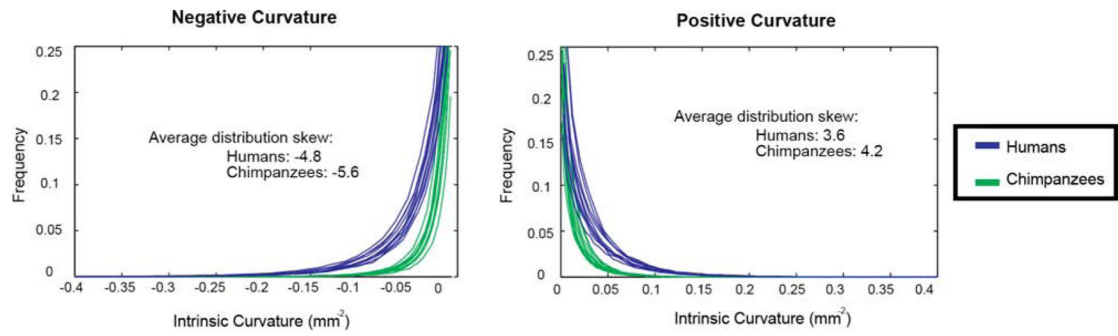 Negative Curvature
0.25
0.2
0.15
0.1
0.05
0
Frequency
Average distribution skew:
Humans: -4.8
Chimpanzees: -5.6
-0.4 -0.35 -0.3 -0.25 -0.2 -0.15 -0.1 -0.05 0
Intrinsic Curvature (mm⁻²)
Positive Curvature
0.25
0.2
0.15
0.1
0.05
0
Frequency
Average distribution skew:
Humans: 3.6
Chimpanzees: 4.2
0 0.05 0.1 0.15 0.2 0.25 0.3 0.35 0.4
Intrinsic Curvature (mm⁻²)
Humans
Chimpanzees